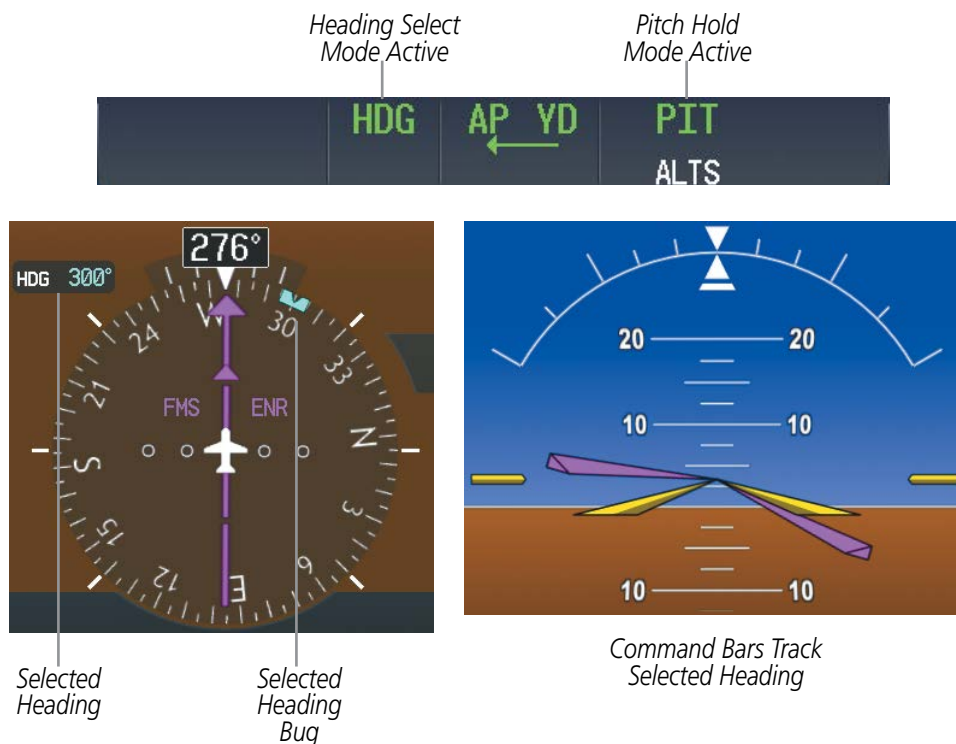 Heading Select
Mode Active
Pitch Hold
Mode Active
HDG AP YD PIT
ALTS
276°
HDG 300°
W
30
33
N
3
6
E
12
15
S
21
24
FMS ENR
20 20
10 10
10 10
Selected
Heading
Selected
Heading
Bug
Command Bars Track
Selected Heading